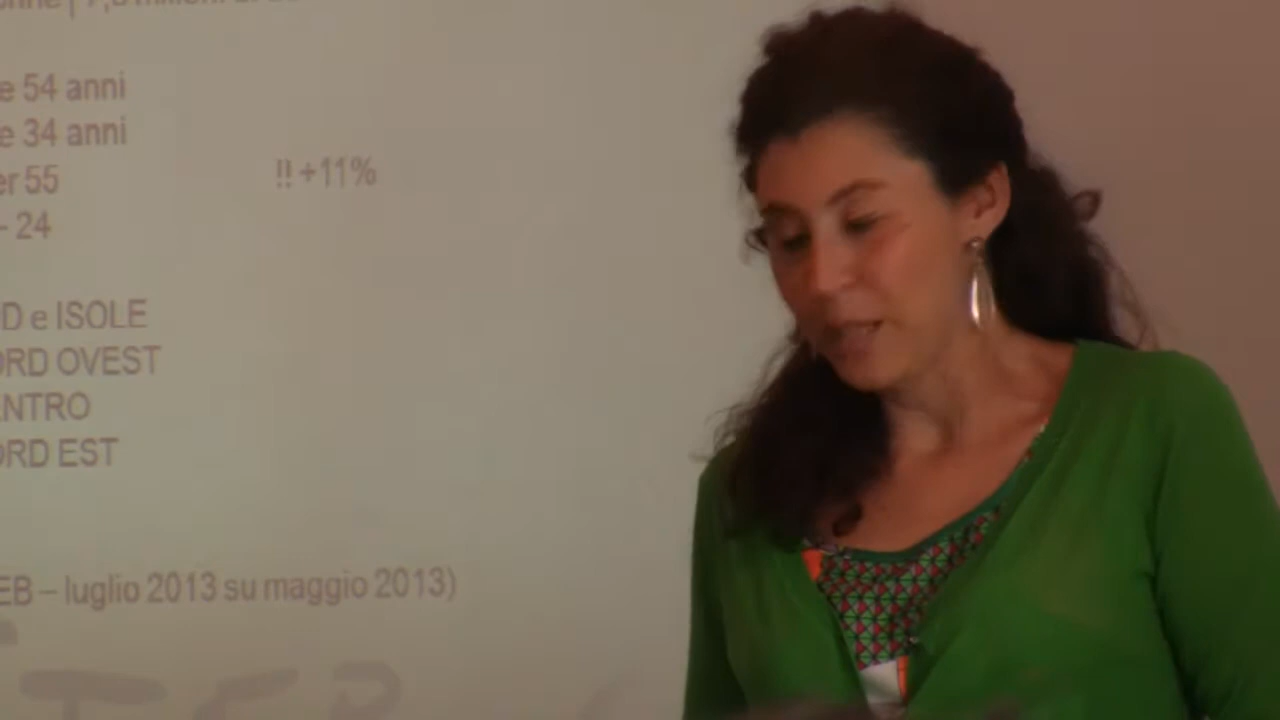 e 54 anni
e 34 anni
er 55 !! +11%
- 24
D e ISOLE
ORD OVEST
ENTRO
ORD EST
EB – luglio 2013 su maggio 2013)